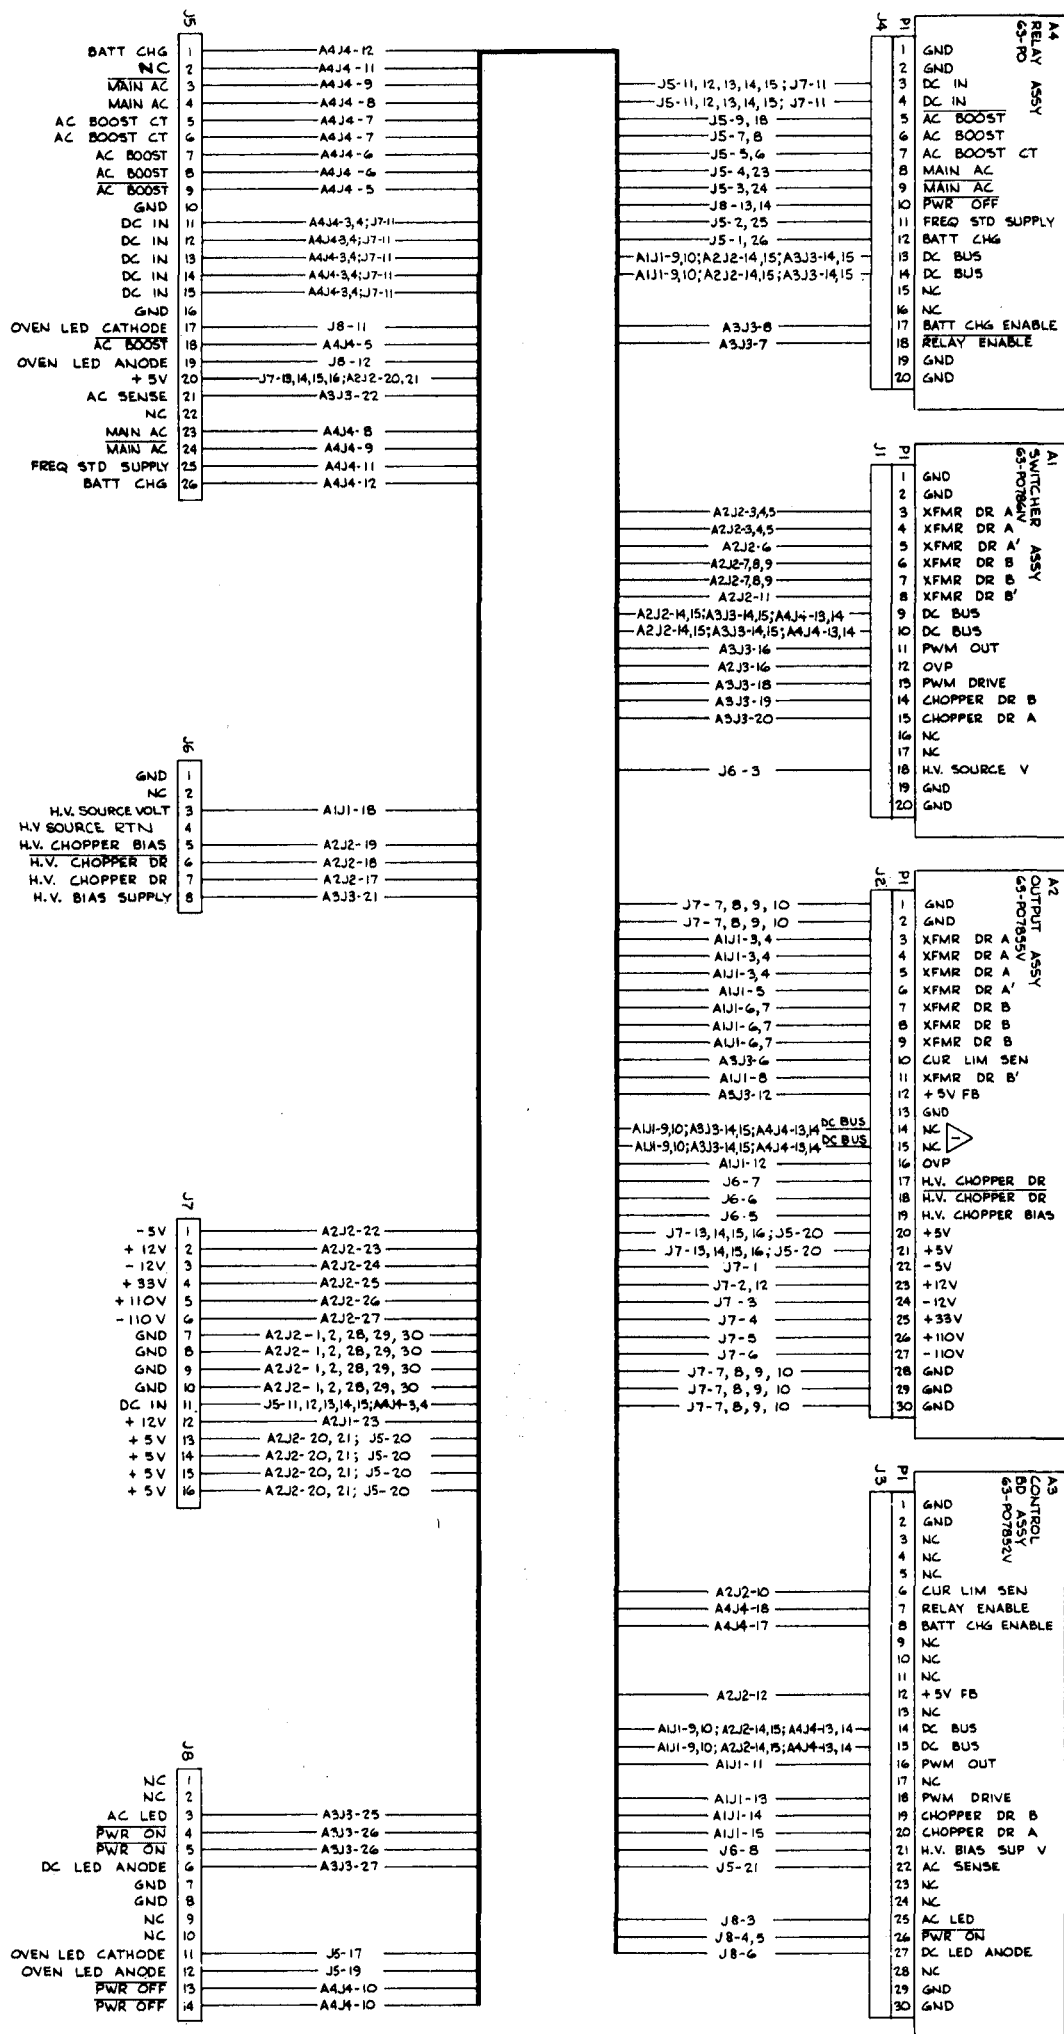 J5
BATT CHG 1 A4J4-12
NC 2 A4J4-11
MAIN AC 3 A4J4-9
MAIN AC 4 A4J4-8
AC BOOST CT 5 A4J4-7
AC BOOST CT 6 A4J4-7
AC BOOST 7 A4J4-6
AC BOOST 8 A4J4-6
AC BOOST 9 A4J4-5
GND 10
DC IN 11 A4J4-3,4;J7-11
DC IN 12 A4J4-3,4;J7-11
DC IN 13 A4J4-3,4;J7-11
DC IN 14 A4J4-3,4;J7-11
DC IN 15 A4J4-3,4;J7-11
GND 16
OVEN LED CATHODE 17 J8-11
AC BOOST 18 A4J4-5
OVEN LED ANODE 19 J8-12
+5V 20 J7-13,14,15,16;A2J2-20,21
AC SENSE 21 A3J3-22
NC 22
MAIN AC 23 A4J4-8
MAIN AC 24 A4J4-9
FREQ STD SUPPLY 25 A4J4-11
BATT CHG 26 A4J4-12
J6
GND 1
NC 2
H.V. SOURCE VOLT 3 A1J1-18
H.V SOURCE RTN 4
H.V. CHOPPER BIAS 5 A2J2-19
H.V. CHOPPER DR 6 A2J2-18
H.V. CHOPPER DR 7 A2J2-17
H.V. BIAS SUPPLY 8 A3J3-21
J7
-5V 1 A2J2-22
+12V 2 A2J2-23
-12V 3 A2J2-24
+33V 4 A2J2-25
+110V 5 A2J2-26
-110V 6 A2J2-27
GND 7 A2J2-1,2,28,29,30
GND 8 A2J2-1,2,28,29,30
GND 9 A2J2-1,2,28,29,30
GND 10 A2J2-1,2,28,29,30
DC IN 11 J5-11,12,13,14,15;A4J4-3,4
+12V 12 A2J1-23
+5V 13 A2J2-20,21; J5-20
+5V 14 A2J2-20,21; J5-20
+5V 15 A2J2-20,21; J5-20
+5V 16 A2J2-20,21; J5-20
J8
NC 1
NC 2
AC LED 3 A3J3-25
PWR ON 4 A3J3-26
PWR ON 5 A3J3-26
DC LED ANODE 6 A3J3-27
GND 7
GND 8
NC 9
NC 10
OVEN LED CATHODE 11 J5-17
OVEN LED ANODE 12 J5-19
PWR OFF 13 A4J4-10
PWR OFF 14 A4J4-10
A4
RELAY ASSY
63-PO
J4 P1
1 GND
2 GND
J5-11,12,13,14,15; J7-11 3 DC IN
J5-11,12,13,14,15; J7-11 4 DC IN
J5-9,18 5 AC BOOST
J5-7,8 6 AC BOOST
J5-5,6 7 AC BOOST CT
J5-4,23 8 MAIN AC
J5-3,24 9 MAIN AC
J8-13,14 10 PWR OFF
J5-2,25 11 FREQ STD SUPPLY
J5-1,26 12 BATT CHG
A1J1-9,10;A2J2-14,15;A3J3-14,15 13 DC BUS
A1J1-9,10;A2J2-14,15;A3J3-14,15 14 DC BUS
15 NC
16 NC
A3J3-8 17 BATT CHG ENABLE
A3J3-7 18 RELAY ENABLE
19 GND
20 GND
A1
SWITCHER ASSY
63-PO7861V
J1 P1
1 GND
2 GND
A2J2-3,4,5 3 XFMR DR A
A2J2-3,4,5 4 XFMR DR A
A2J2-6 5 XFMR DR A'
A2J2-7,8,9 6 XFMR DR B
A2J2-7,8,9 7 XFMR DR B
A2J2-11 8 XFMR DR B'
A2J2-14,15;A3J3-14,15;A4J4-13,14 9 DC BUS
A2J2-14,15;A3J3-14,15;A4J4-13,14 10 DC BUS
A3J3-16 11 PWM OUT
A2J3-16 12 OVP
A3J3-18 13 PWM DRIVE
A3J3-19 14 CHOPPER DR B
A3J3-20 15 CHOPPER DR A
16 NC
17 NC
J6-3 18 H.V. SOURCE V
19 GND
20 GND
A2
OUTPUT ASSY
63-PO7855V
J2 P1
J7-7,8,9,10 1 GND
J7-7,8,9,10 2 GND
A1J1-3,4 3 XFMR DR A
A1J1-3,4 4 XFMR DR A
A1J1-3,4 5 XFMR DR A
A1J1-5 6 XFMR DR A'
A1J1-6,7 7 XFMR DR B
A1J1-6,7 8 XFMR DR B
A1J1-6,7 9 XFMR DR B
A3J3-6 10 CUR LIM SEN
A1J1-8 11 XFMR DR B'
A3J3-12 12 +5V FB
13 GND
A1J1-9,10;A3J3-14,15;A4J4-13,14 DC BUS 14 NC
A1J1-9,10;A3J3-14,15;A4J4-13,14 DC BUS 15 NC 1
A1J1-12 16 OVP
J6-7 17 H.V. CHOPPER DR
J6-6 18 H.V. CHOPPER DR
J6-5 19 H.V. CHOPPER BIAS
J7-13,14,15,16;J5-20 20 +5V
J7-13,14,15,16;J5-20 21 +5V
J7-1 22 -5V
J7-2,12 23 +12V
J7-3 24 -12V
J7-4 25 +33V
J7-5 26 +110V
J7-6 27 -110V
J7-7,8,9,10 28 GND
J7-7,8,9,10 29 GND
J7-7,8,9,10 30 GND
A3
CONTROL
BD ASSY
63-PO7852V
J3 P1
1 GND
2 GND
3 NC
4 NC
5 NC
A2J2-10 6 CUR LIM SEN
A4J4-18 7 RELAY ENABLE
A4J4-17 8 BATT CHG ENABLE
9 NC
10 NC
11 NC
A2J2-12 12 +5V FB
13 NC
A1J1-9,10;A2J2-14,15;A4J4-13,14 14 DC BUS
A1J1-9,10;A2J2-14,15;A4J4-13,14 15 DC BUS
A1J1-11 16 PWM OUT
17 NC
A1J1-13 18 PWM DRIVE
A1J1-14 19 CHOPPER DR B
A1J1-15 20 CHOPPER DR A
J6-8 21 H.V. BIAS SUP V
J5-21 22 AC SENSE
23 NC
24 NC
J8-3 25 AC LED
J8-4,5 26 PWR ON
J8-6 27 DC LED ANODE
28 NC
29 GND
30 GND